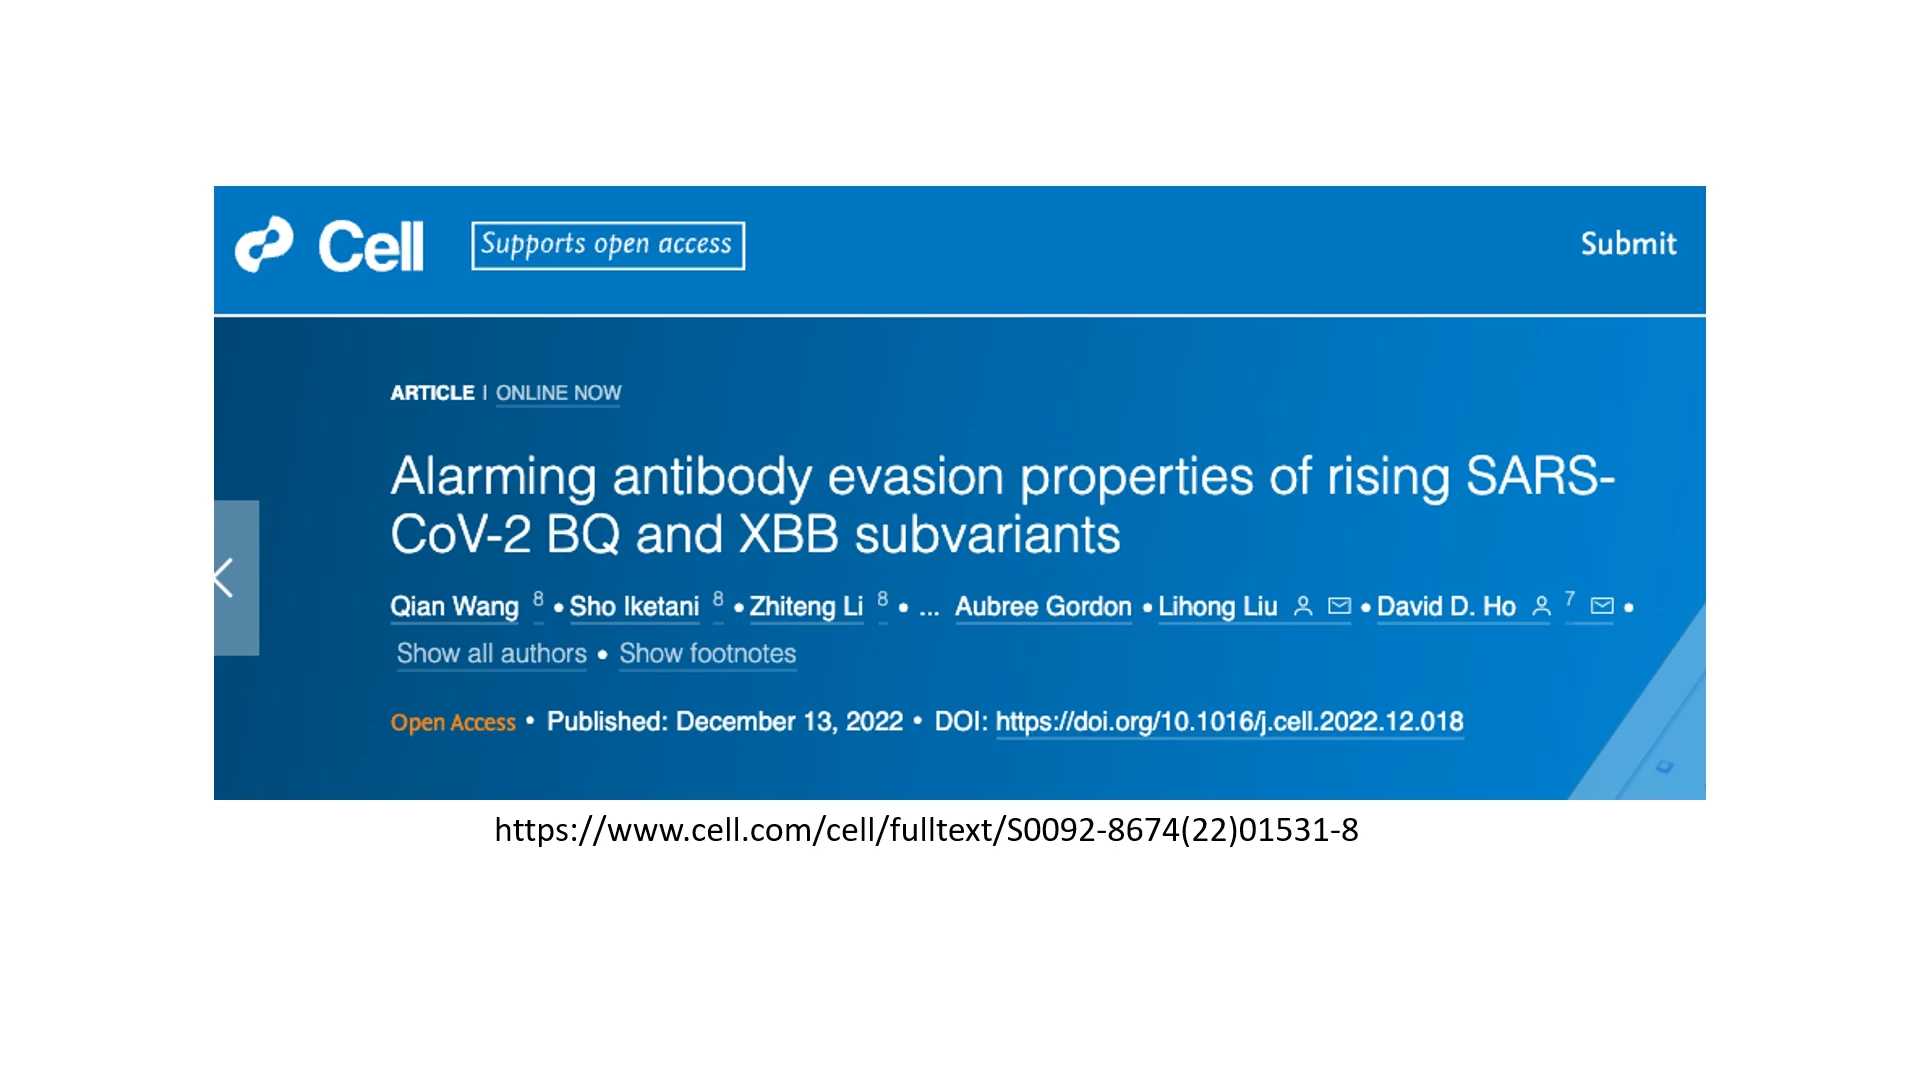 Cell Supports open access Submit
ARTICLE | ONLINE NOW
Alarming antibody evasion properties of rising SARS-
CoV-2 BQ and XBB subvariants
Qian Wang 8 • Sho Iketani 8 • Zhiteng Li 8 • ... Aubree Gordon • Lihong Liu • David D. Ho 7 •
Show all authors • Show footnotes
Open Access • Published: December 13, 2022 • DOI: https://doi.org/10.1016/j.cell.2022.12.018
https://www.cell.com/cell/fulltext/S0092-8674(22)01531-8